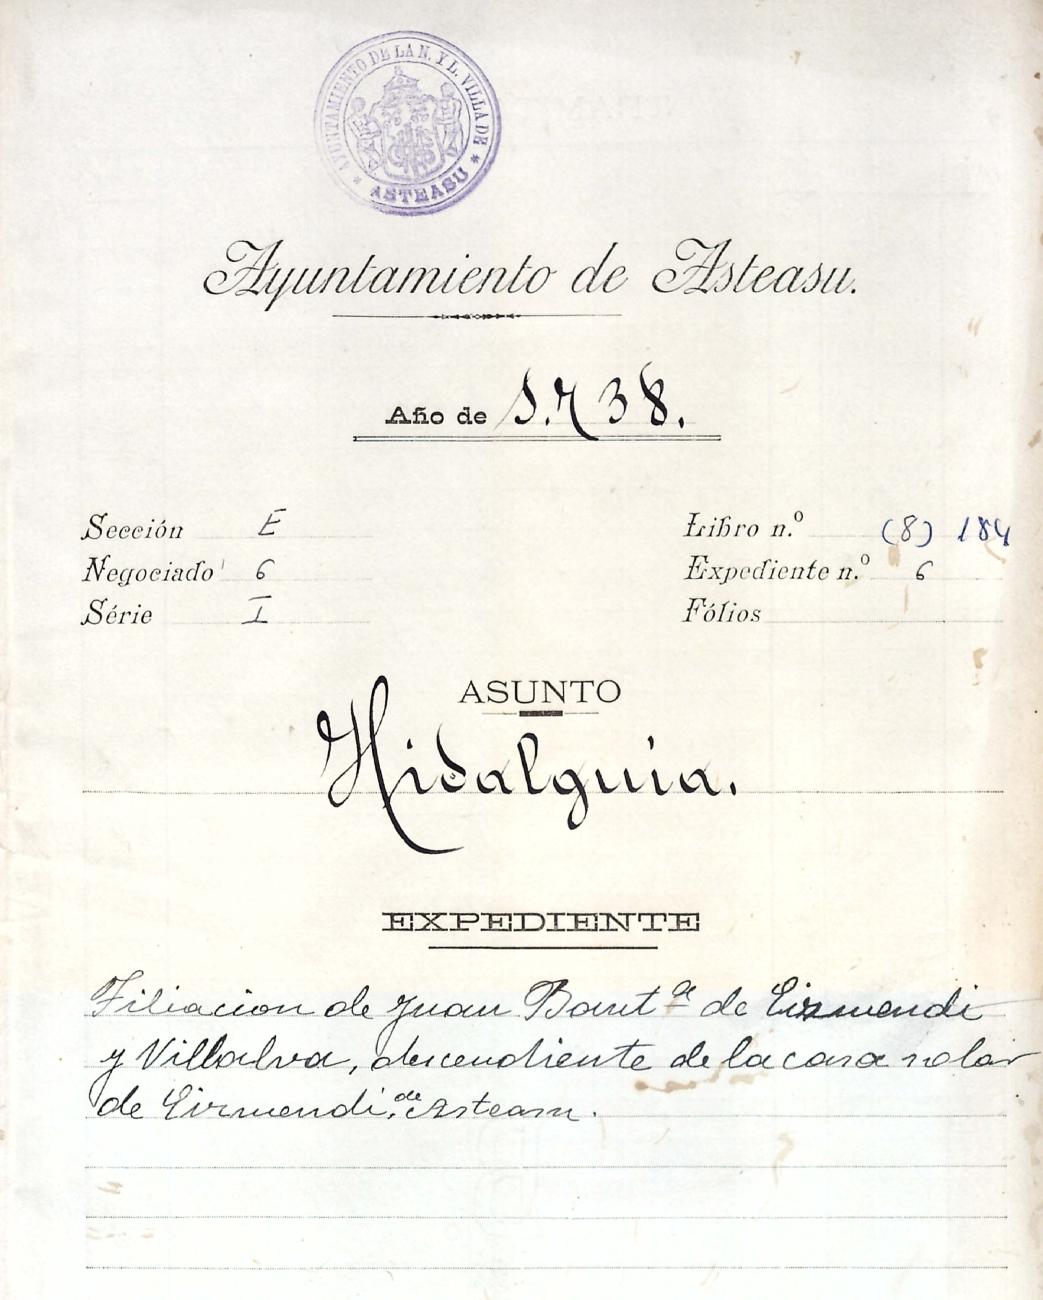 AYUNTAMIENTO DE LA N. Y L. VILLA DE
* ASTEASU *
Ayuntamiento de Asteasu.
Año de 1.738.
Sección E
Libro n.º (8) 184
Negociado 6
Expediente n.º 6
Série I
Fólios
ASUNTO
Hidalguia.
EXPEDIENTE
Filiacion de Juan Baut.ª de Eizmendi
y Villalva, descendiente de la casa solar
de Eizmendi, de Asteasu.